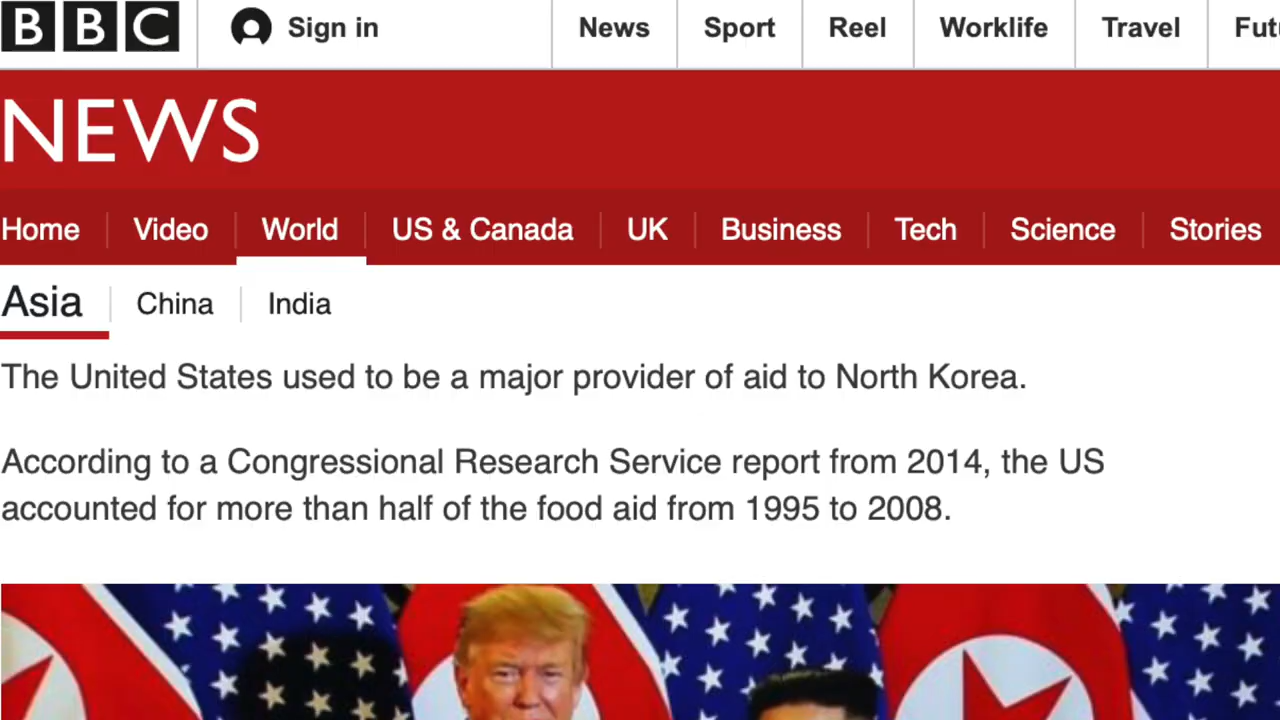 BBC Sign in News Sport Reel Worklife Travel Fut
NEWS
Home Video World US & Canada UK Business Tech Science Stories
Asia China India
The United States used to be a major provider of aid to North Korea.
According to a Congressional Research Service report from 2014, the US
accounted for more than half of the food aid from 1995 to 2008.